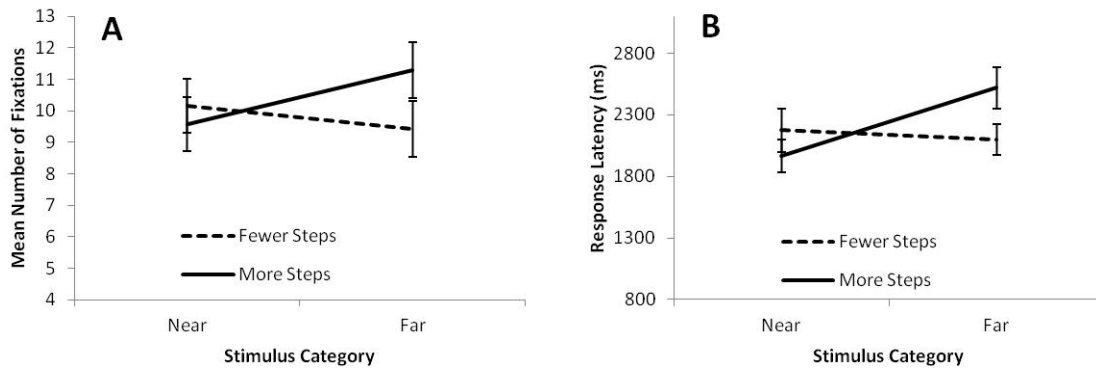 A
Mean Number of Fixations
13
12
11
10
9
8
7
6
5
4
Fewer Steps
More Steps
Near
Far
Stimulus Category
B
Response Latency (ms)
2800
2300
1800
1300
800
Fewer Steps
More Steps
Near
Far
Stimulus Category